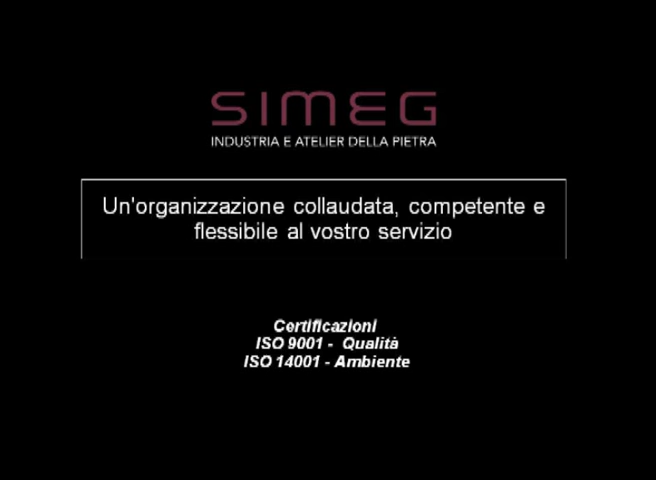 SIMEG
INDUSTRIA E ATELIER DELLA PIETRA
Un'organizzazione collaudata, competente e
flessibile al vostro servizio
Certificazioni
ISO 9001 - Qualità
ISO 14001 - Ambiente